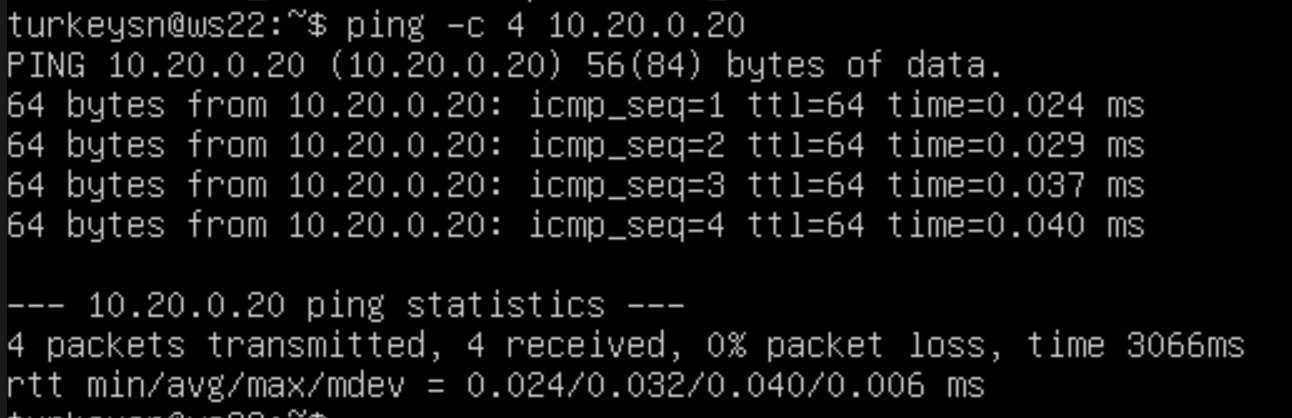 turkeysn@ws22:~$ ping -c 4 10.20.0.20
PING 10.20.0.20 (10.20.0.20) 56(84) bytes of data.
64 bytes from 10.20.0.20: icmp_seq=1 ttl=64 time=0.024 ms
64 bytes from 10.20.0.20: icmp_seq=2 ttl=64 time=0.029 ms
64 bytes from 10.20.0.20: icmp_seq=3 ttl=64 time=0.037 ms
64 bytes from 10.20.0.20: icmp_seq=4 ttl=64 time=0.040 ms
--- 10.20.0.20 ping statistics ---
4 packets transmitted, 4 received, 0% packet loss, time 3066ms
rtt min/avg/max/mdev = 0.024/0.032/0.040/0.006 ms
turkeysn@ws22:~$